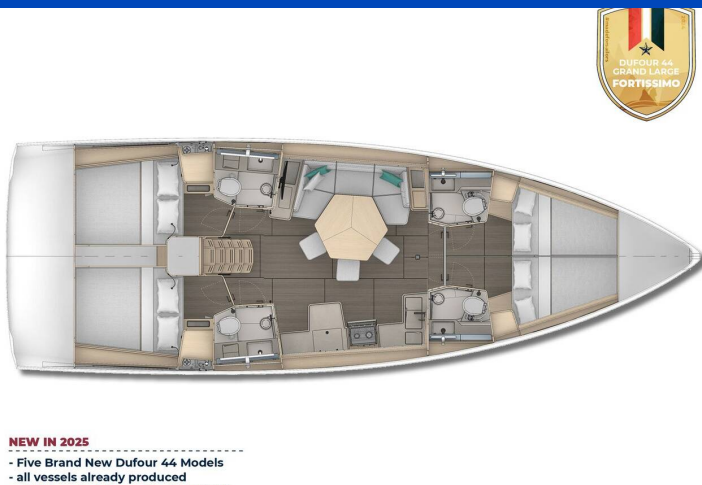 DUFOUR 44
GRAND LARGE
FORTISSIMO
NEW IN 2025
- Five Brand New Dufour 44 Models
- all vessels already produced